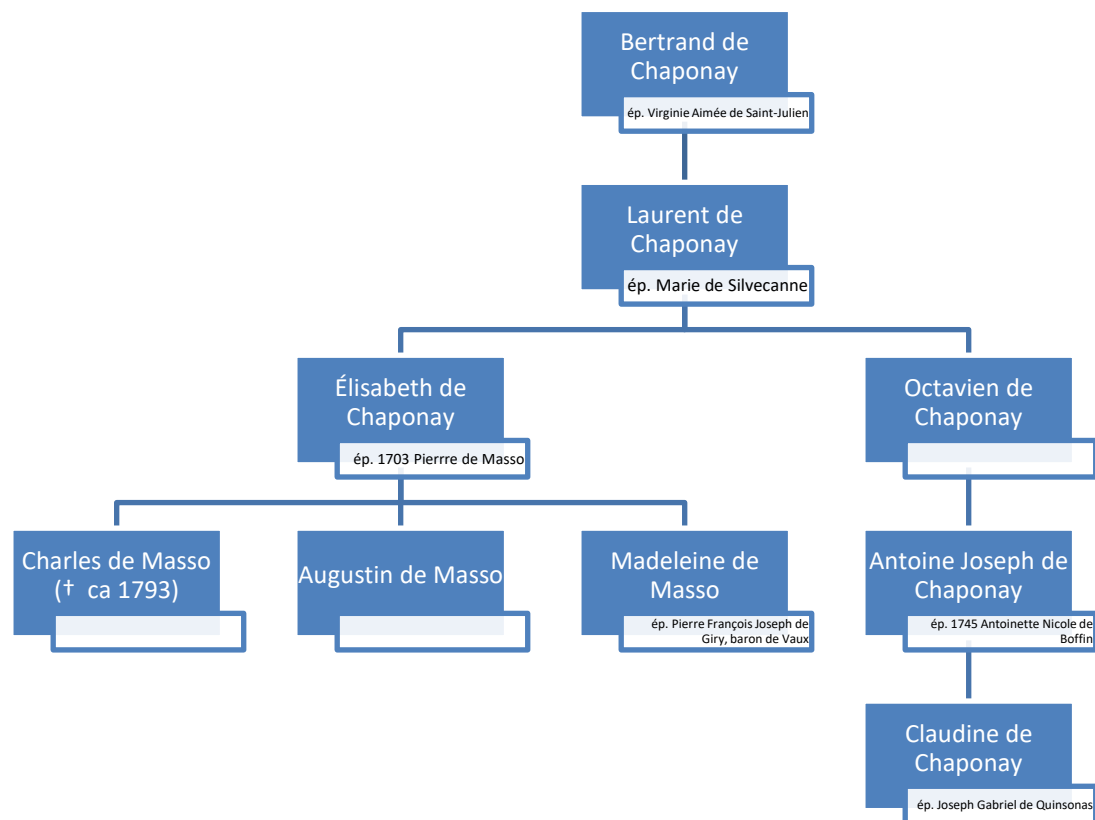 Bertrand de
Chaponay
ép. Virginie Aimée de Saint-Julien
Laurent de
Chaponay
ép. Marie de Silvecanne
Élisabeth de
Chaponay
ép. 1703 Pierrre de Masso
Octavien de
Chaponay
Charles de Masso
(† ca 1793)
Augustin de Masso
Madeleine de
Masso
ép. Pierre François Joseph de
Giry, baron de Vaux
Antoine Joseph de
Chaponay
ép. 1745 Antoinette Nicole de
Boffin
Claudine de
Chaponay
ép. Joseph Gabriel de Quinsonas